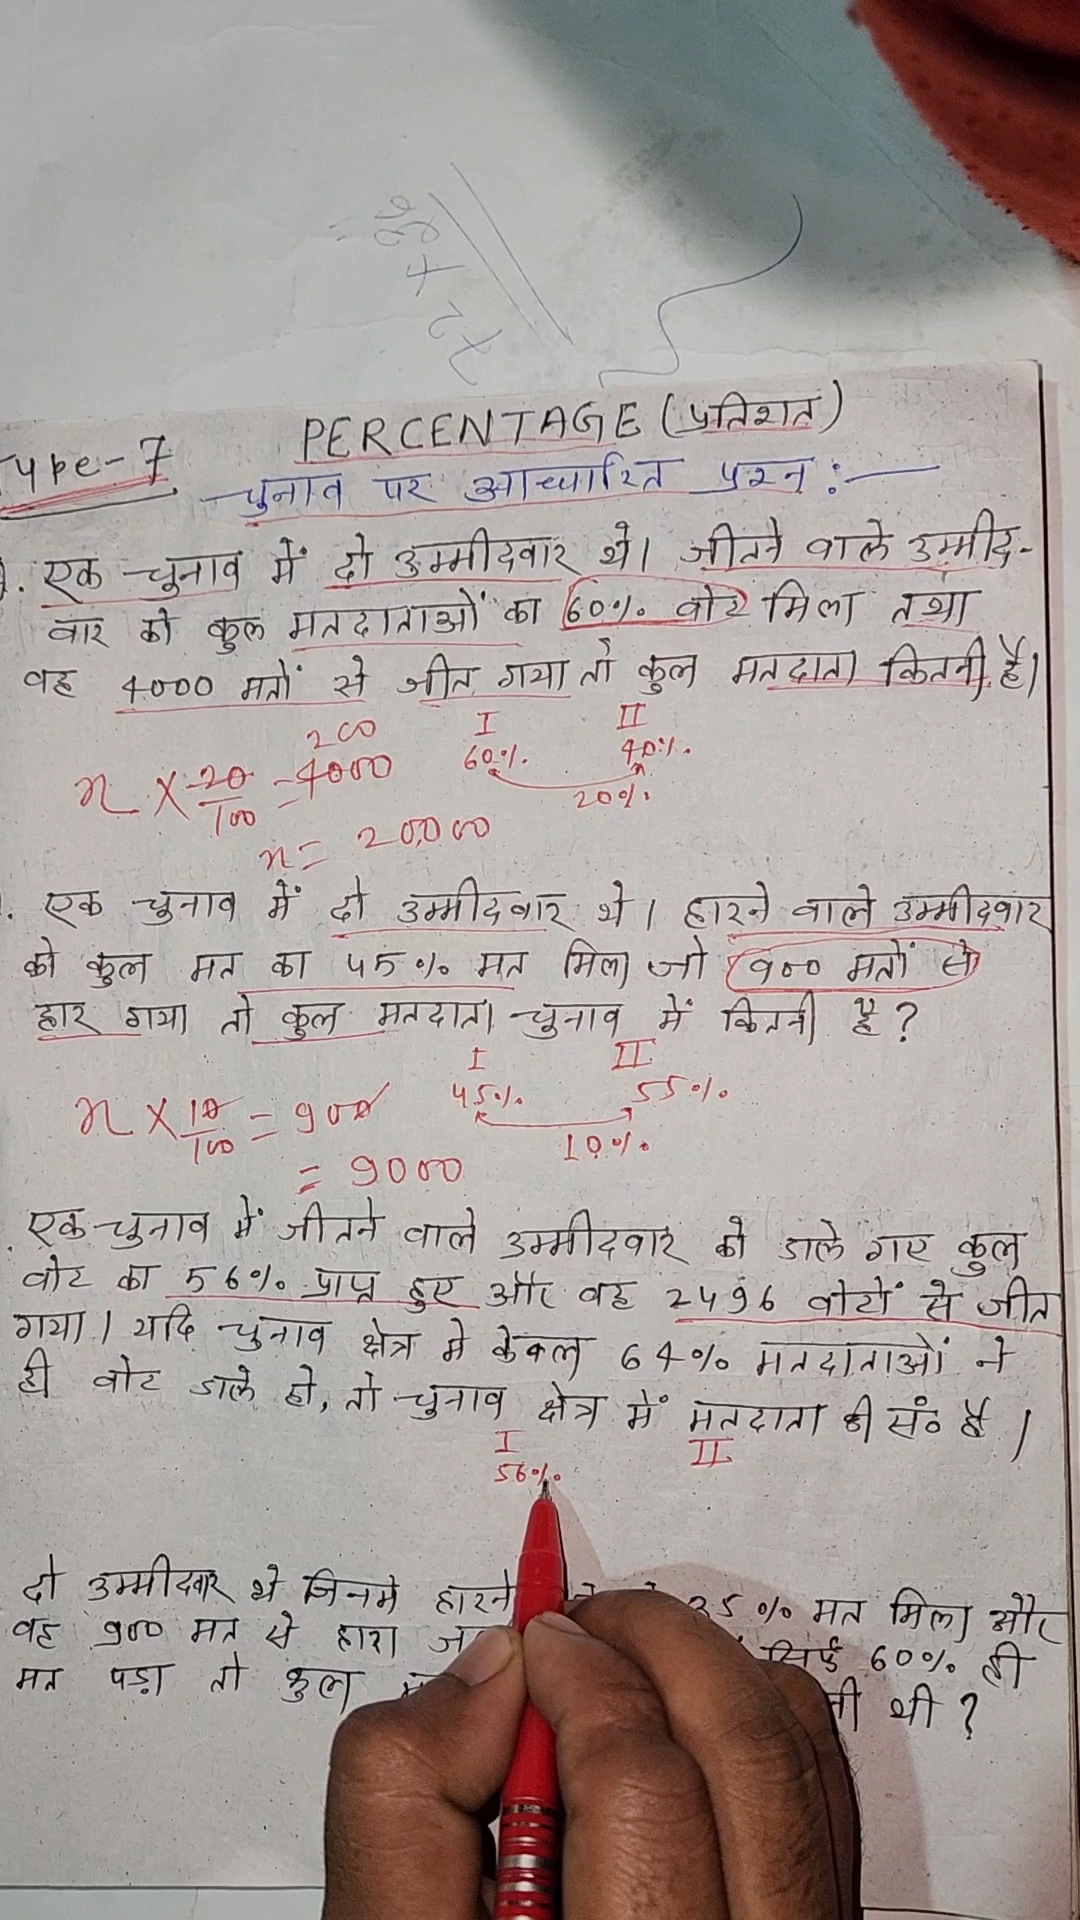 PERCENTAGE (प्रतिशत)
Type-7
चुनाव पर आधारित प्रश्न :—
एक चुनाव में दो उम्मीदवार थे। जीतने वाले उम्मीद-
वार को कुल मतदाताओं का 60% वोट मिला तथा
वह 4000 मतों से जीत गया तो कुल मतदाता कितनी है।
I II
60% 40%
20%
n × 20/100 = 4000
200
n = 20,000
एक चुनाव में दो उम्मीदवार थे। हारने वाले उम्मीदवार
को कुल मत का 45% मत मिला जो 900 मतों से
हार गया तो कुल मतदाता चुनाव में कितनी है?
I II
45% 55%
10%
n × 10/100 = 900
= 9000
एक चुनाव में जीतने वाले उम्मीदवार को डाले गए कुल
वोट का 56% प्राप्त हुए और वह 2496 वोटों से जीत
गया। यदि चुनाव क्षेत्र मे केवल 64% मतदाताओं ने
ही वोट डाले हो, तो चुनाव क्षेत्र में मतदाता की सं० है।
I II
56%
दो उम्मीदवार थे जिनमे हारने 35% मत मिला और
वह 900 मत से हारा सिर्फ 60% ही
मत पड़ा तो कुल थी?